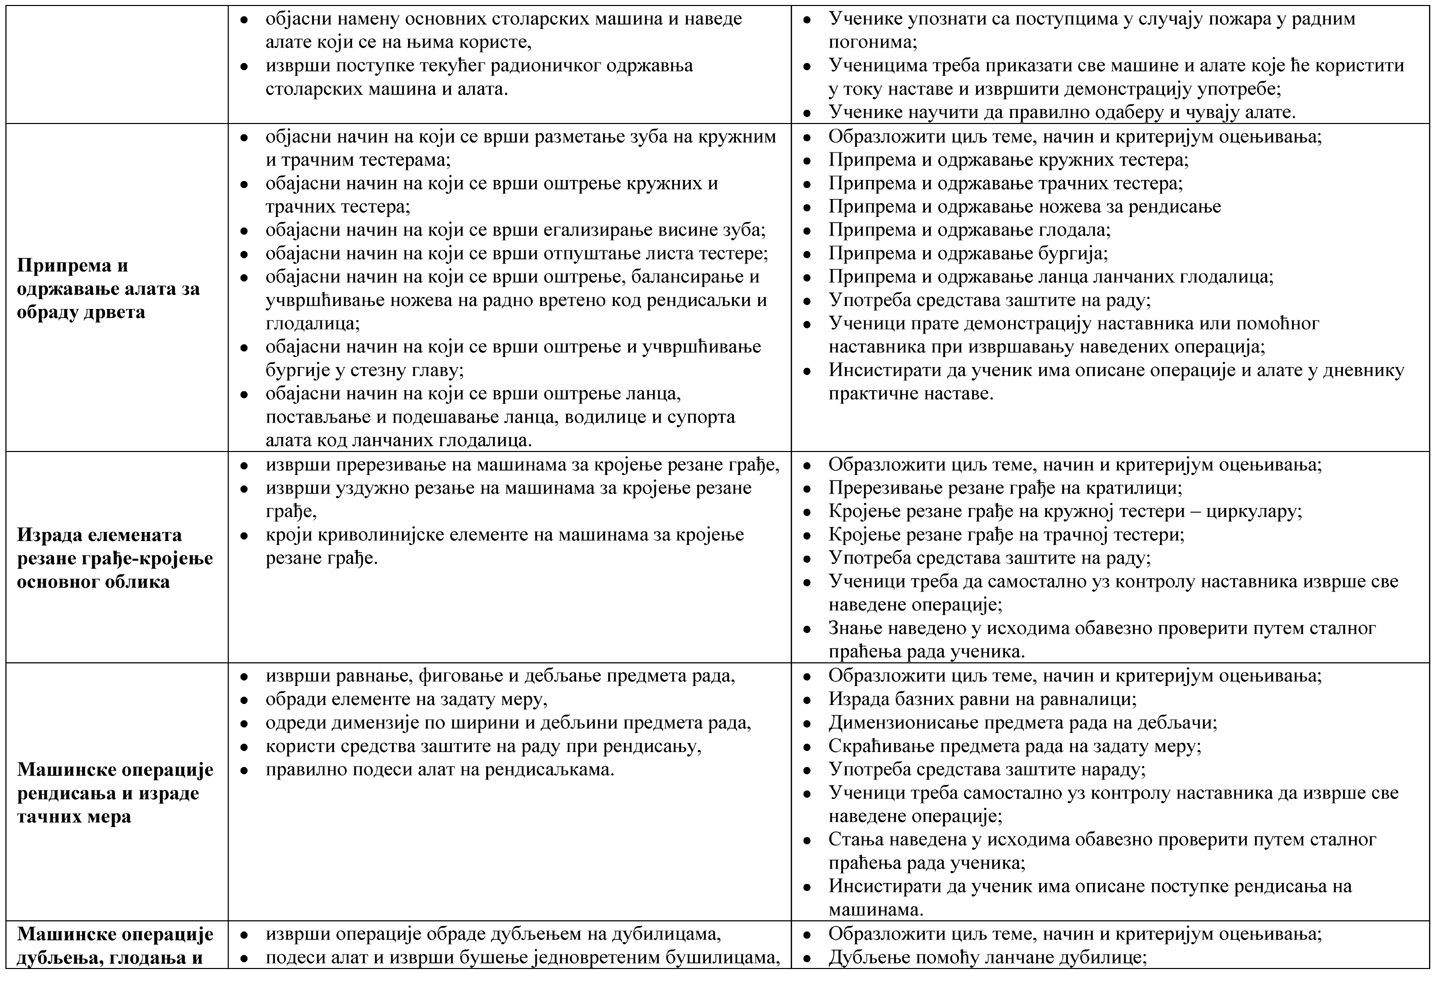 објасни намену основних столарских машина и наведе
алате који се на њима користе,
изврши поступке текућег радионичког одржавња
столарских машина и алата.
Ученике упознати са поступцима у случају пожара у радним
погонима;
Ученицима треба приказати све машине и алате које ће користити
у току наставе и извршити демонстрацију употребе;
Ученике научити да правилно одаберу и чувају алате.
Припрема и
одржавање алата за
обраду дрвета
објасни начин на који се врши разметање зуба на кружним
и трачним тестерама;
обајасни начин на који се врши оштрење кружних и
трачних тестера;
обајасни начин на који се врши егализирање висине зуба;
обајасни начин на који се врши отпуштање листа тестере;
обајасни начин на који се врши оштрење, балансирање и
учвршћивање ножева на радно вретено код рендисаљки и
глодалица;
обајасни начин на који се врши оштрење и учвршћивање
бургије у стезну главу;
обајасни начин на који се врши оштрење ланца,
постављање и подешавање ланца, водилице и супорта
алата код ланчаних глодалица.
Образложити циљ теме, начин и критеријум оцењивања;
Припрема и одржавање кружних тестера;
Припрема и одржавање трачних тестера;
Припрема и одржавање ножева за рендисање
Припрема и одржавање глодала;
Припрема и одржавање бургија;
Припрема и одржавање ланца ланчаних глодалица;
Употреба средстава заштите на раду;
Ученици прате демонстрацију наставника или помоћног
наставника при извршавању наведених операција;
Инсистирати да ученик има описане операције и алате у дневнику
практичне наставе.
Израда елемената
резане грађе-кројење
основног облика
изврши пререзивање на машинама за кројење резане грађе,
изврши уздужно резање на машинама за кројење резане
грађе,
кроји криволинијске елементе на машинама за кројење
резане грађе.
Образложити циљ теме, начин и критеријум оцењивања;
Пререзивање резане грађе на кратилици;
Кројење резане грађе на кружној тестери – циркулару;
Кројење резане грађе на трачној тестери;
Употреба средстава заштите на раду;
Ученици треба да самостално уз контролу наставника изврше све
наведене операције;
Знање наведено у исходима обавезно проверити путем сталног
праћења рада ученика.
Машинске операције
рендисања и израде
тачних мера
изврши равнање, фиговање и дебљање предмета рада,
обради елементе на задату меру,
одреди димензије по ширини и дебљини предмета рада,
користи средства заштите на раду при рендисању,
правилно подеси алат на рендисаљкама.
Образложити циљ теме, начин и критеријум оцењивања;
Израда базних равни на равналици;
Димензионисање предмета рада на дебљачи;
Скраћивање предмета рада на задату меру;
Употреба средстава заштите нараду;
Ученици треба самостално уз контролу наставника да изврше све
наведене операције;
Стања наведена у исходима обавезно проверити путем сталног
праћења рада ученика;
Инсистирати да ученик има описане поступке рендисања на
машинама.
Машинске операције
дубљења, глодања и
изврши операције обраде дубљењем на дубилицама,
подеси алат и изврши бушење једновретеним бушилицама,
Образложити циљ теме, начин и критеријум оцењивања;
Дубљење помоћу ланчане дубилице;